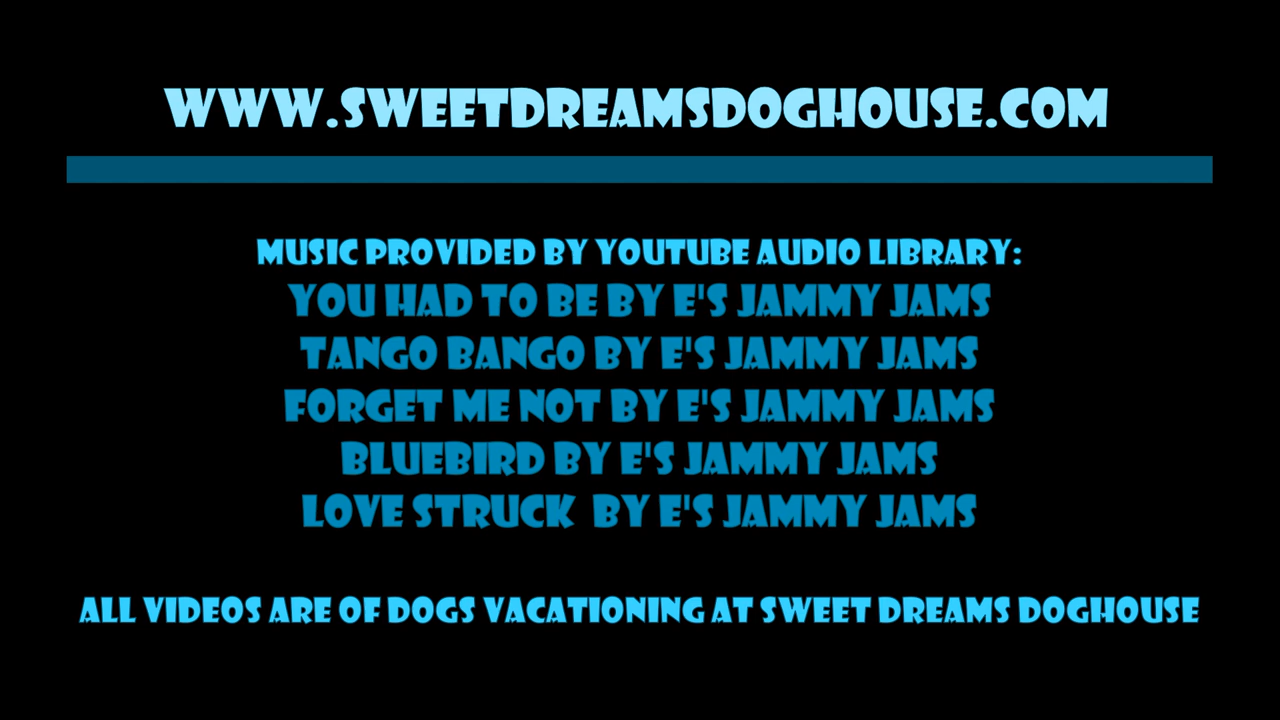 WWW.SWEETDREAMSDOGHOUSE.COM
MUSIC PROVIDED BY YOUTUBE AUDIO LIBRARY:
YOU HAD TO BE BY E'S JAMMY JAMS
TANGO BANGO BY E'S JAMMY JAMS
FORGET ME NOT BY E'S JAMMY JAMS
BLUEBIRD BY E'S JAMMY JAMS
LOVE STRUCK BY E'S JAMMY JAMS
ALL VIDEOS ARE OF DOGS VACATIONING AT SWEET DREAMS DOGHOUSE